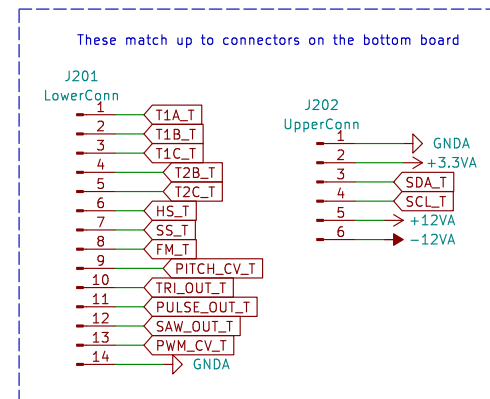 These match up to connectors on the bottom board
J201
LowerConn
1 T1A_T
2 T1B_T
3 T1C_T
4 T2B_T
5 T2C_T
6 HS_T
7 SS_T
8 FM_T
9 PITCH_CV_T
10 TRI_OUT_T
11 PULSE_OUT_T
12 SAW_OUT_T
13 PWM_CV_T
14 GNDA
J202
UpperConn
1 GNDA
2 +3.3VA
3 SDA_T
4 SCL_T
5 +12VA
6 -12VA